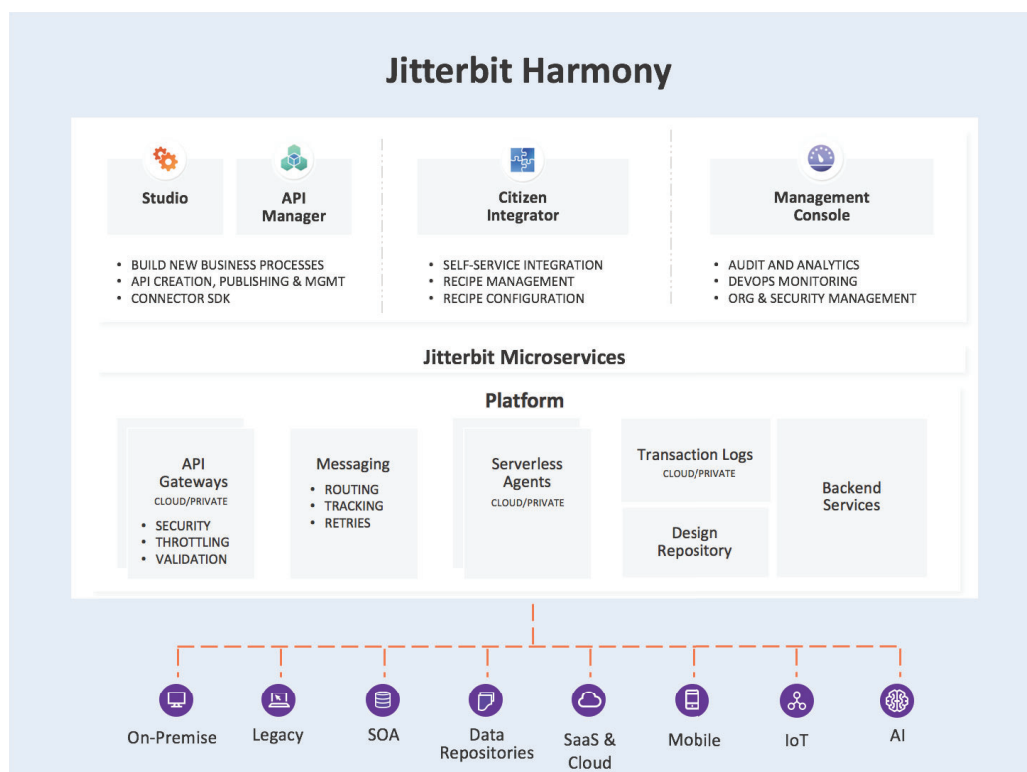 Jitterbit Harmony
Studio
API
Manager
• BUILD NEW BUSINESS PROCESSES
• API CREATION, PUBLISHING & MGMT
• CONNECTOR SDK
Citizen
Integrator
• SELF-SERVICE INTEGRATION
• RECIPE MANAGEMENT
• RECIPE CONFIGURATION
Management
Console
• AUDIT AND ANALYTICS
• DEVOPS MONITORING
• ORG & SECURITY MANAGEMENT
Jitterbit Microservices
Platform
API
Gateways
CLOUD/PRIVATE
• SECURITY
• THROTTLING
• VALIDATION
Messaging
• ROUTING
• TRACKING
• RETRIES
Serverless
Agents
CLOUD/PRIVATE
Transaction Logs
CLOUD/PRIVATE
Design
Repository
Backend
Services
On-Premise
Legacy
SOA
Data
Repositories
SaaS &
Cloud
Mobile
IoT
AI